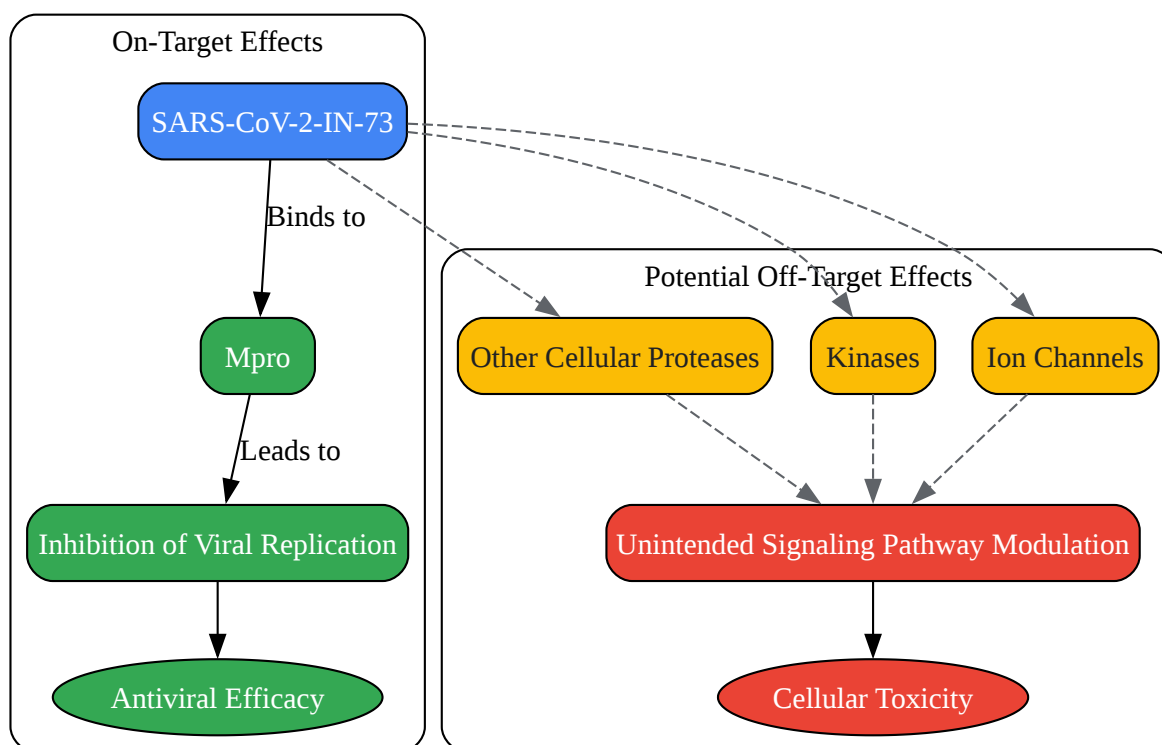 On-Target Effects
SARS-CoV-2-IN-73
Binds to
Potential Off-Target Effects
Mpro
Other Cellular Proteases
Kinases
Ion Channels
Leads to
Inhibition of Viral Replication
Unintended Signaling Pathway Modulation
Antiviral Efficacy
Cellular Toxicity